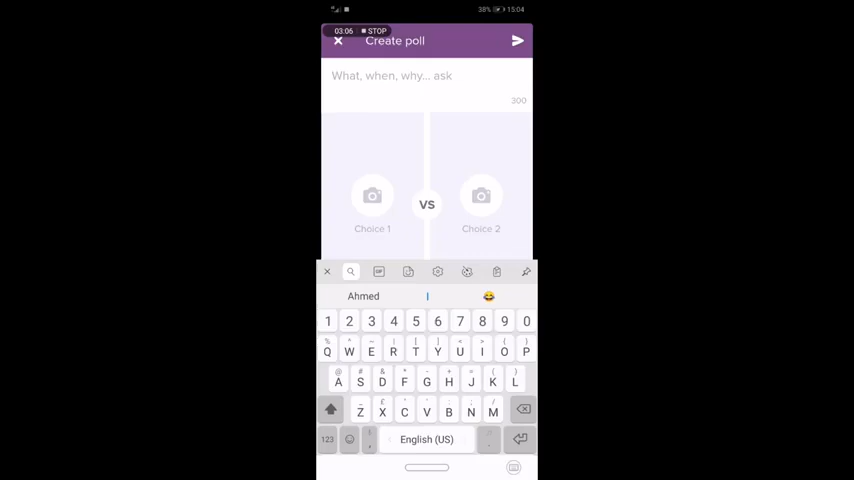 38% 15:04
03:06 STOP
Create poll
What, when, why... ask
300
VS
Choice 1 Choice 2
GIF
Ahmed I 😂
1 2 3 4 5 6 7 8 9 0
% ^ ~ | [ ] < > { }
Q W E R T Y U I O P
@ # & * - + = ( )
A S D F G H J K L
_ £ " ' : ; /
Z X C V B N M
123 , English (US) .